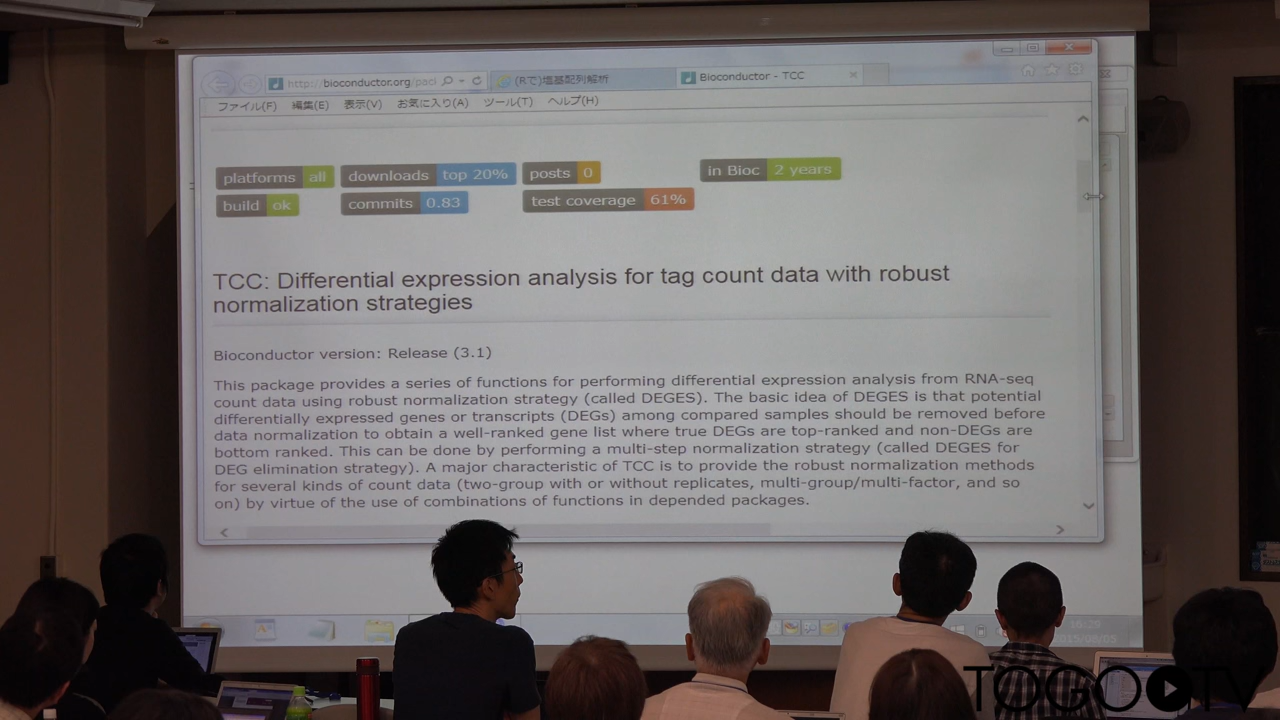 http://bioconductor.org/pacl
(Rで)塩基配列解析
Bioconductor - TCC
ファイル(F) 編集(E) 表示(V) お気に入り(A) ツール(T) ヘルプ(H)
platforms all downloads top 20% posts 0 in Bioc 2 years
build ok commits 0.83 test coverage 61%
TCC: Differential expression analysis for tag count data with robust
normalization strategies
Bioconductor version: Release (3.1)
This package provides a series of functions for performing differential expression analysis from RNA-seq
count data using robust normalization strategy (called DEGES). The basic idea of DEGES is that potential
differentially expressed genes or transcripts (DEGs) among compared samples should be removed before
data normalization to obtain a well-ranked gene list where true DEGs are top-ranked and non-DEGs are
bottom ranked. This can be done by performing a multi-step normalization strategy (called DEGES for
DEG elimination strategy). A major characteristic of TCC is to provide the robust normalization methods
for several kinds of count data (two-group with or without replicates, multi-group/multi-factor, and so
on) by virtue of the use of combinations of functions in depended packages.
16:29
2015/08/05
TOGO TV